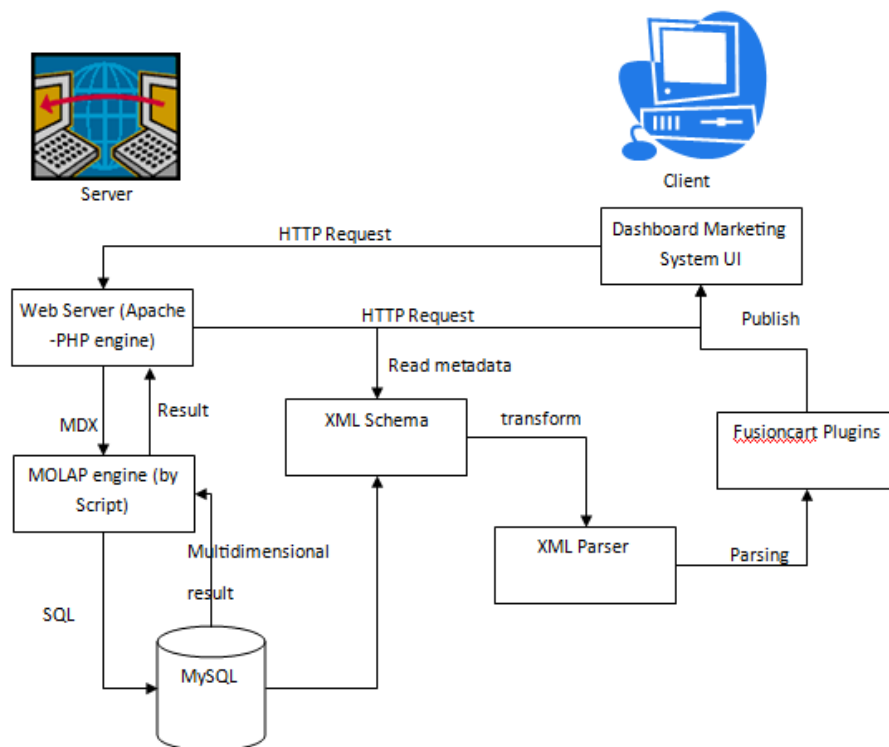 Server
Client
HTTP Request
Dashboard Marketing
System UI
Web Server (Apache
-PHP engine)
HTTP Request
Publish
Read metadata
MDX
Result
XML Schema
transform
Fusioncart Plugins
MOLAP engine (by
Script)
Multidimensional
result
XML Parser
Parsing
SQL
MySQL